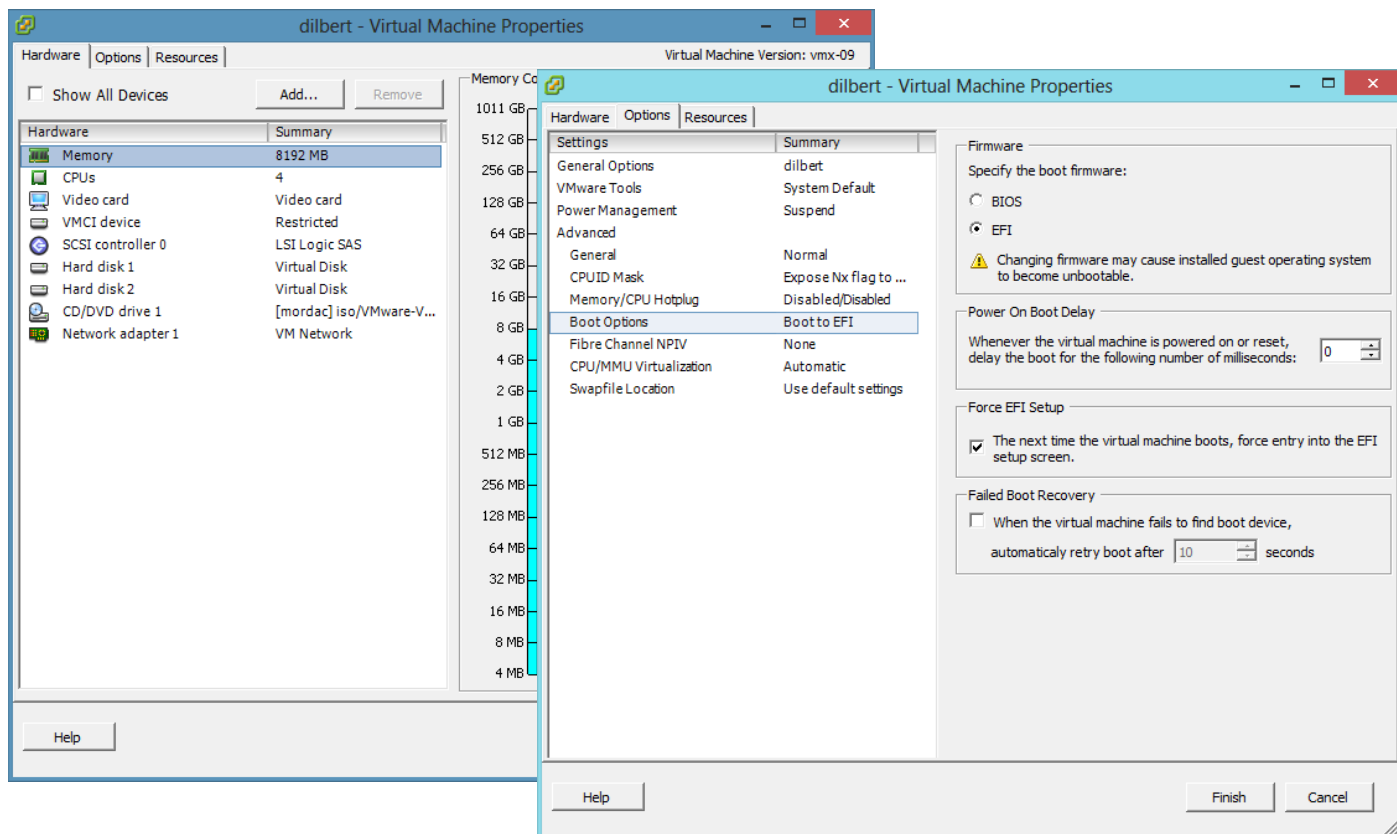 dilbert - Virtual Machine Properties
Hardware Options Resources
Virtual Machine Version: vmx-09
Show All Devices
Add...
Remove
Hardware Summary
Memory 8192 MB
CPUs 4
Video card Video card
VMCI device Restricted
SCSI controller 0 LSI Logic SAS
Hard disk 1 Virtual Disk
Hard disk 2 Virtual Disk
CD/DVD drive 1 [mordac] iso/VMware-V...
Network adapter 1 VM Network
Memory Co
1011 GB
512 GB
256 GB
128 GB
64 GB
32 GB
16 GB
8 GB
4 GB
2 GB
1 GB
512 MB
256 MB
128 MB
64 MB
32 MB
16 MB
8 MB
4 MB
Help
dilbert - Virtual Machine Properties
Hardware Options Resources
Settings Summary
General Options dilbert
VMware Tools System Default
Power Management Suspend
Advanced
General Normal
CPUID Mask Expose Nx flag to ...
Memory/CPU Hotplug Disabled/Disabled
Boot Options Boot to EFI
Fibre Channel NPIV None
CPU/MMU Virtualization Automatic
Swapfile Location Use default settings
Firmware
Specify the boot firmware:
BIOS
EFI
Changing firmware may cause installed guest operating system
to become unbootable.
Power On Boot Delay
Whenever the virtual machine is powered on or reset,
delay the boot for the following number of milliseconds:
0
Force EFI Setup
The next time the virtual machine boots, force entry into the EFI
setup screen.
Failed Boot Recovery
When the virtual machine fails to find boot device,
automaticaly retry boot after 10 seconds
Help
Finish
Cancel